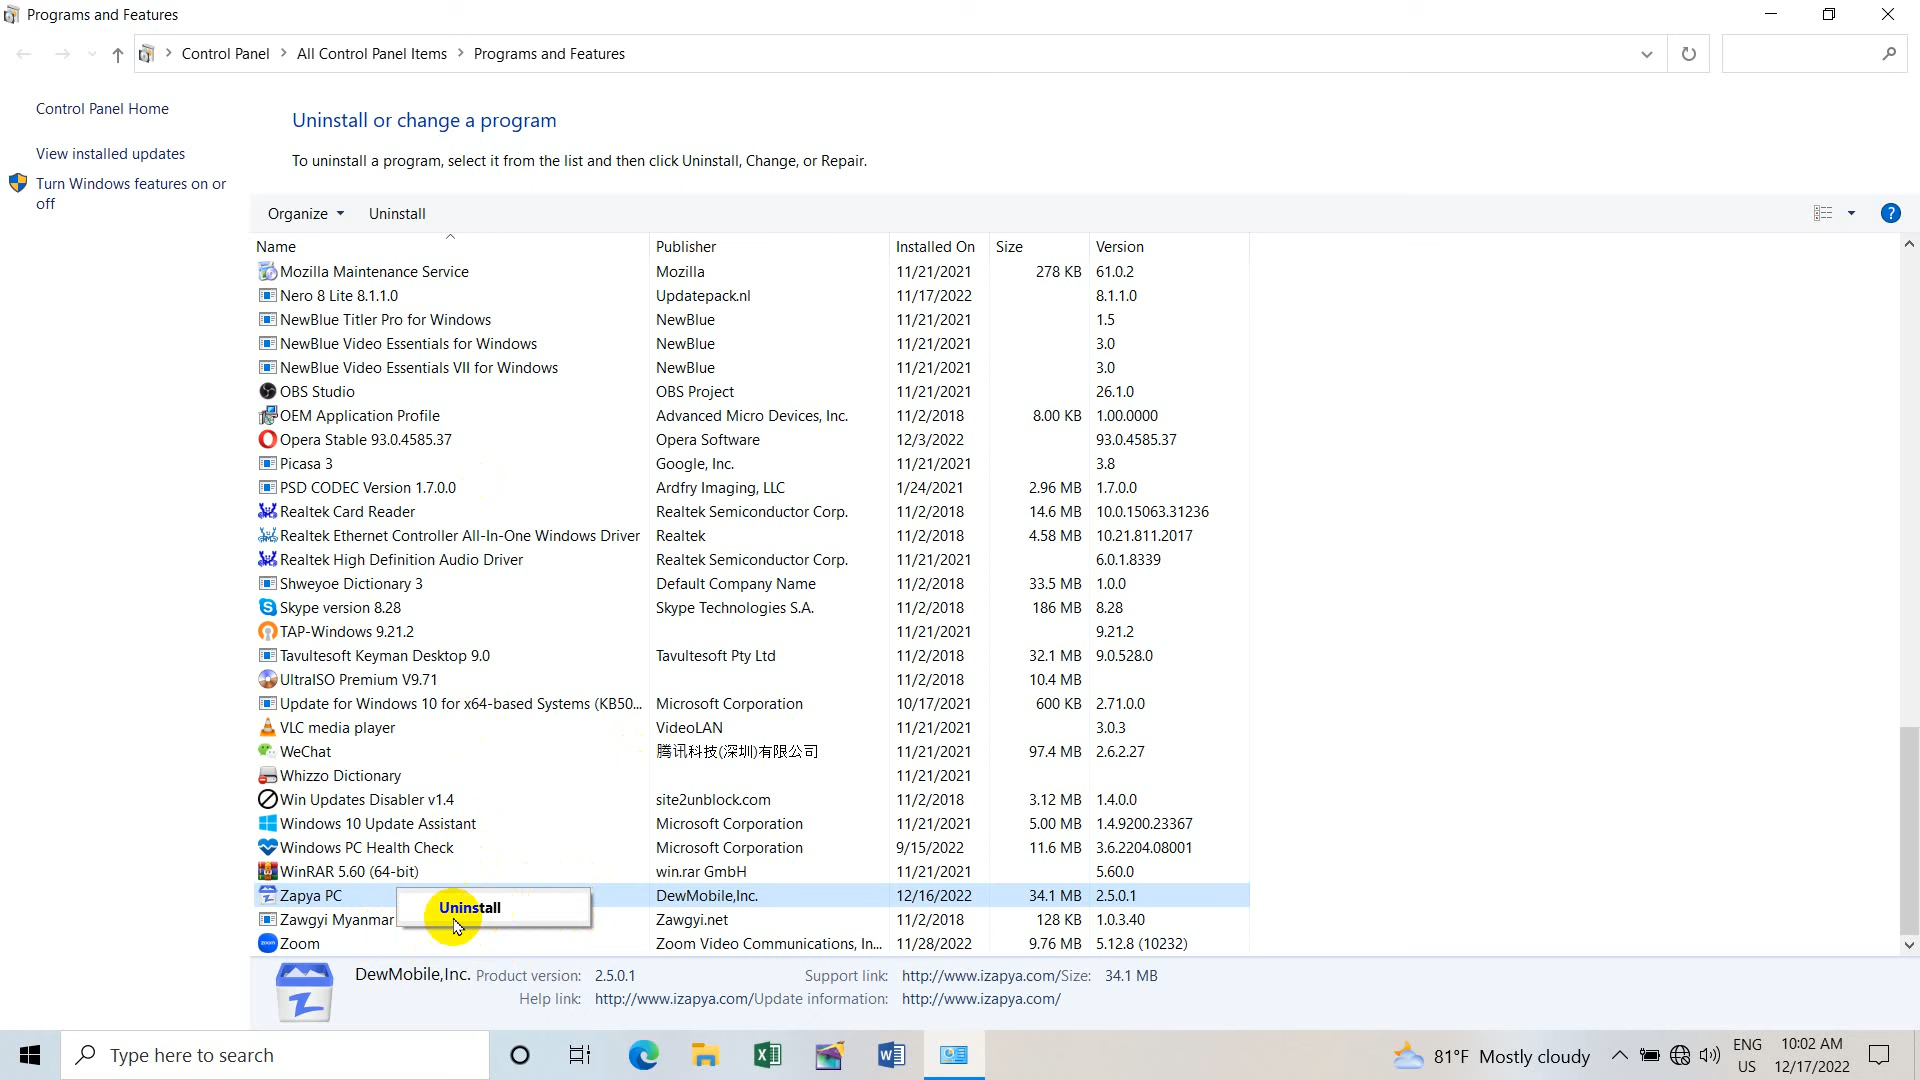 Programs and Features
Control Panel > All Control Panel Items > Programs and Features
Control Panel Home
View installed updates
Turn Windows features on or
off
Uninstall or change a program
To uninstall a program, select it from the list and then click Uninstall, Change, or Repair.
Organize Uninstall
Name Publisher Installed On Size Version
Mozilla Maintenance Service Mozilla 11/21/2021 278 KB 61.0.2
Nero 8 Lite 8.1.1.0 Updatepack.nl 11/17/2022 8.1.1.0
NewBlue Titler Pro for Windows NewBlue 11/21/2021 1.5
NewBlue Video Essentials for Windows NewBlue 11/21/2021 3.0
NewBlue Video Essentials VII for Windows NewBlue 11/21/2021 3.0
OBS Studio OBS Project 11/21/2021 26.1.0
OEM Application Profile Advanced Micro Devices, Inc. 11/2/2018 8.00 KB 1.00.0000
Opera Stable 93.0.4585.37 Opera Software 12/3/2022 93.0.4585.37
Picasa 3 Google, Inc. 11/21/2021 3.8
PSD CODEC Version 1.7.0.0 Ardfry Imaging, LLC 1/24/2021 2.96 MB 1.7.0.0
Realtek Card Reader Realtek Semiconductor Corp. 11/2/2018 14.6 MB 10.0.15063.31236
Realtek Ethernet Controller All-In-One Windows Driver Realtek 11/2/2018 4.58 MB 10.21.811.2017
Realtek High Definition Audio Driver Realtek Semiconductor Corp. 11/21/2021 6.0.1.8339
Shweyoe Dictionary 3 Default Company Name 11/2/2018 33.5 MB 1.0.0
Skype version 8.28 Skype Technologies S.A. 11/2/2018 186 MB 8.28
TAP-Windows 9.21.2 11/21/2021 9.21.2
Tavultesoft Keyman Desktop 9.0 Tavultesoft Pty Ltd 11/2/2018 32.1 MB 9.0.528.0
UltraISO Premium V9.71 11/2/2018 10.4 MB
Update for Windows 10 for x64-based Systems (KB50... Microsoft Corporation 10/17/2021 600 KB 2.71.0.0
VLC media player VideoLAN 11/21/2021 3.0.3
WeChat 腾讯科技(深圳)有限公司 11/21/2021 97.4 MB 2.6.2.27
Whizzo Dictionary 11/21/2021
Win Updates Disabler v1.4 site2unblock.com 11/2/2018 3.12 MB 1.4.0.0
Windows 10 Update Assistant Microsoft Corporation 11/21/2021 5.00 MB 1.4.9200.23367
Windows PC Health Check Microsoft Corporation 9/15/2022 11.6 MB 3.6.2204.08001
WinRAR 5.60 (64-bit) win.rar GmbH 11/21/2021 5.60.0
Zapya PC DewMobile,Inc. 12/16/2022 34.1 MB 2.5.0.1
Uninstall
Zawgyi Myanmar Zawgyi.net 11/2/2018 128 KB 1.0.3.40
Zoom Zoom Video Communications, In... 11/28/2022 9.76 MB 5.12.8 (10232)
zoom
DewMobile,Inc. Product version: 2.5.0.1 Support link: http://www.izapya.com/Size: 34.1 MB
Help link: http://www.izapya.com/Update information: http://www.izapya.com/
Type here to search
81°F Mostly cloudy
ENG
US
10:02 AM
12/17/2022